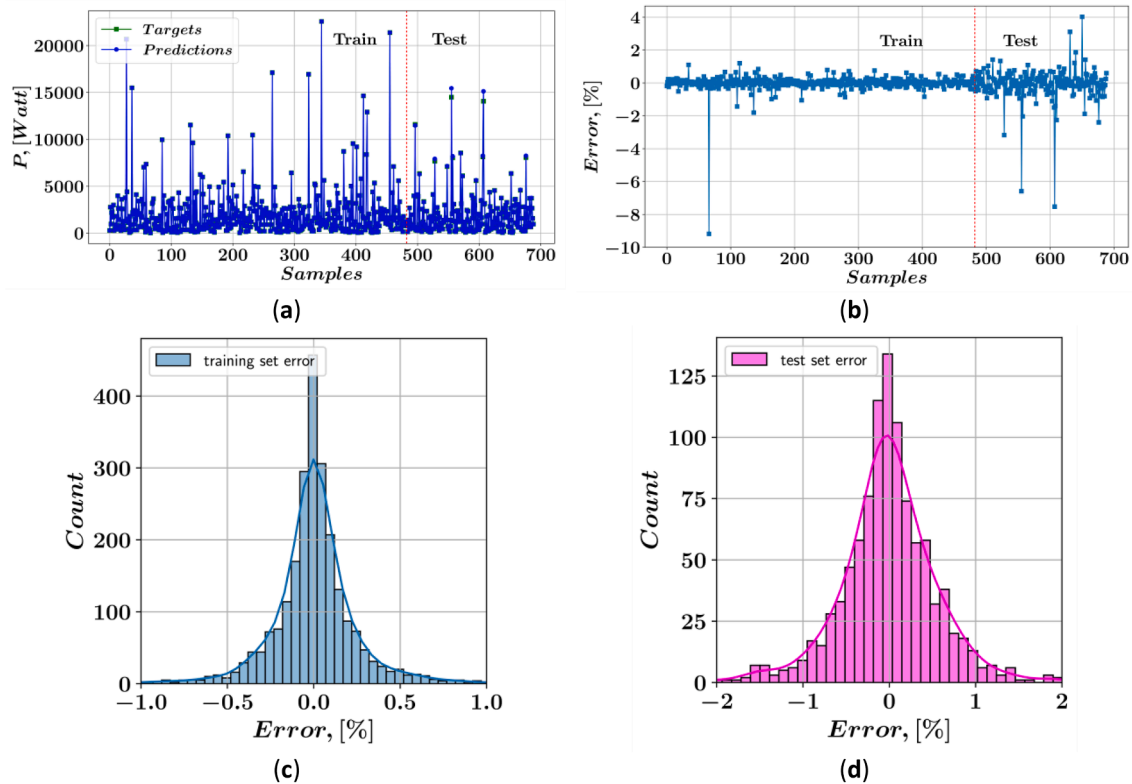 Targets
Predictions
Train
Test
20000
15000
10000
5000
0
P, [Watt]
0 100 200 300 400 500 600 700
Samples
(a)
4
2
0
−2
−4
−6
−8
−10
Error, [%]
Train
Test
0 100 200 300 400 500 600 700
Samples
(b)
training set error
400
300
200
100
0
Count
−1.0 −0.5 0.0 0.5 1.0
Error, [%]
(c)
test set error
125
100
75
50
25
0
Count
−2 −1 0 1 2
Error, [%]
(d)